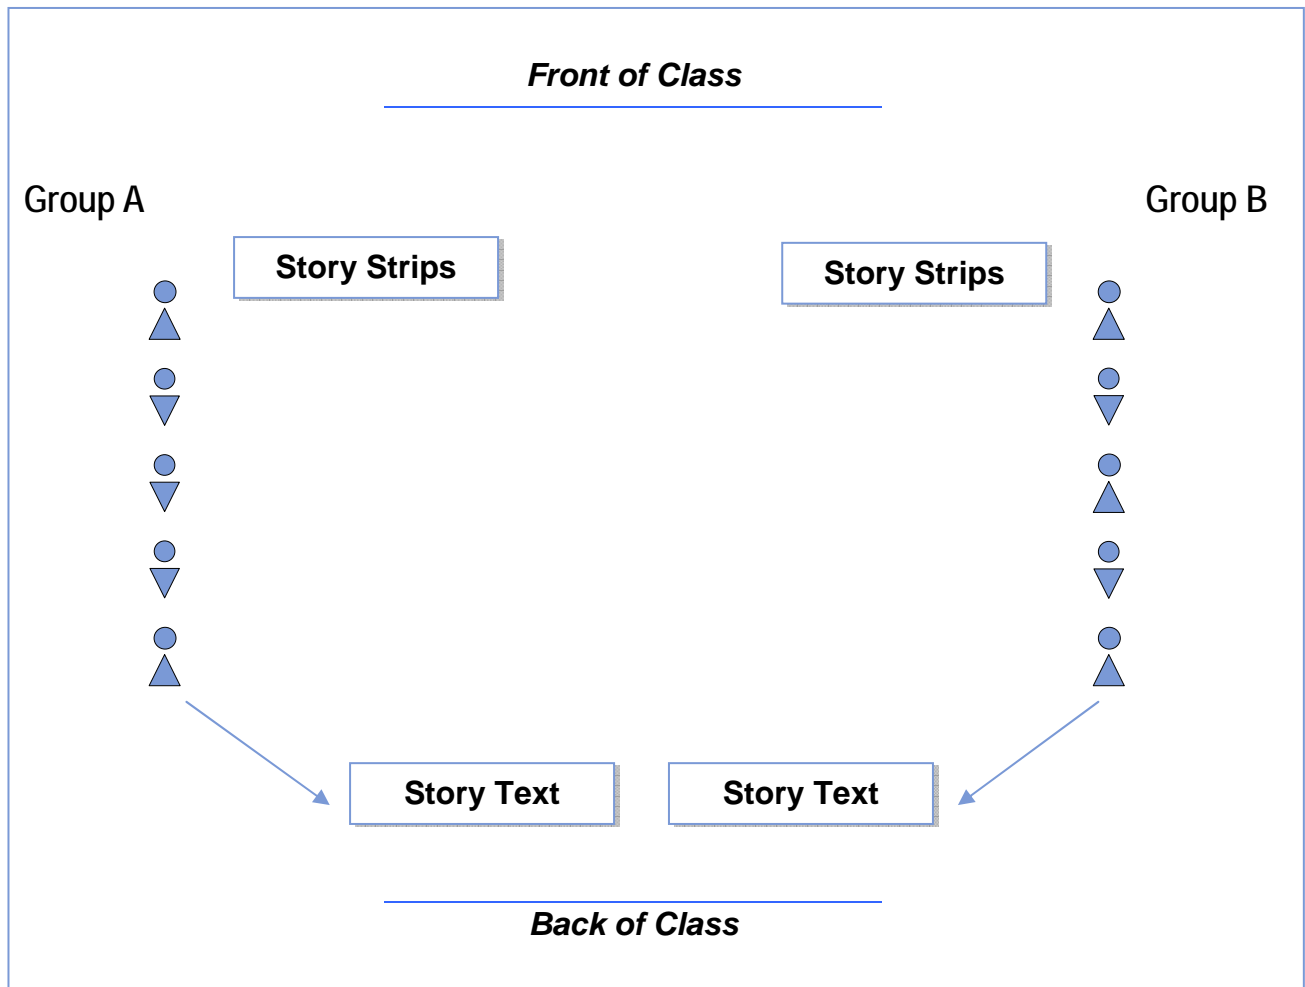 Front of Class
Group A
Group B
Story Strips
Story Strips
Story Text
Story Text
Back of Class